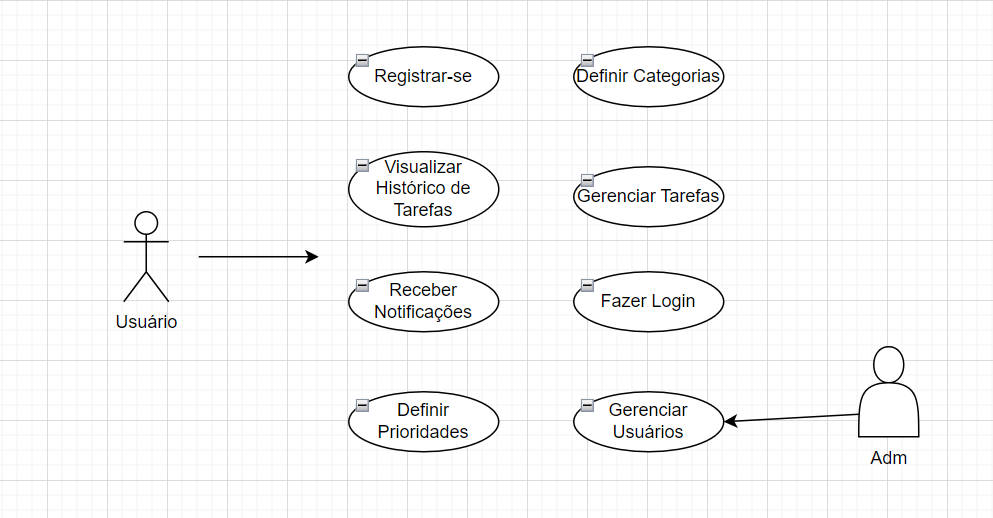 Registrar-se
Definir Categorias
Visualizar
Histórico de
Tarefas
Gerenciar Tarefas
Usuário
Receber
Notificações
Fazer Login
Definir
Prioridades
Gerenciar
Usuários
Adm